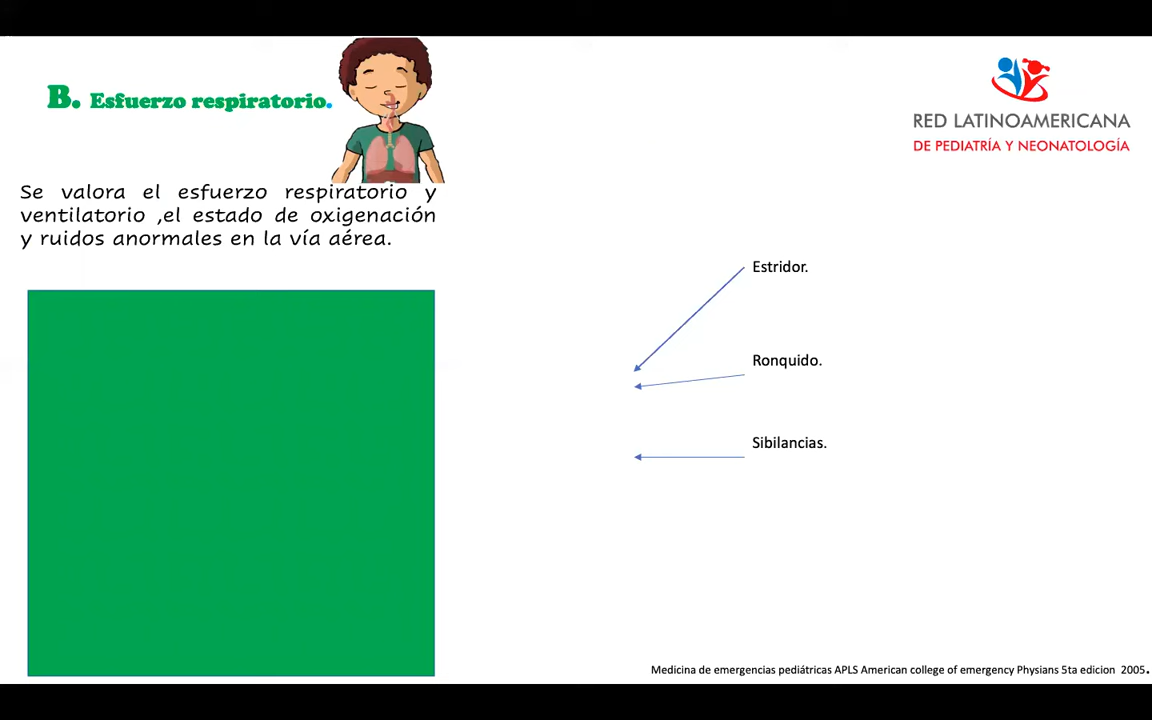 B. Esfuerzo respiratorio.
RED LATINOAMERICANA
DE PEDIATRÍA Y NEONATOLOGÍA
Se valora el esfuerzo respiratorio y
ventilatorio ,el estado de oxigenación
y ruidos anormales en la vía aérea.
Estridor.
Ronquido.
Sibilancias.
Medicina de emergencias pediátricas APLS American college of emergency Physians 5ta edicion 2005.